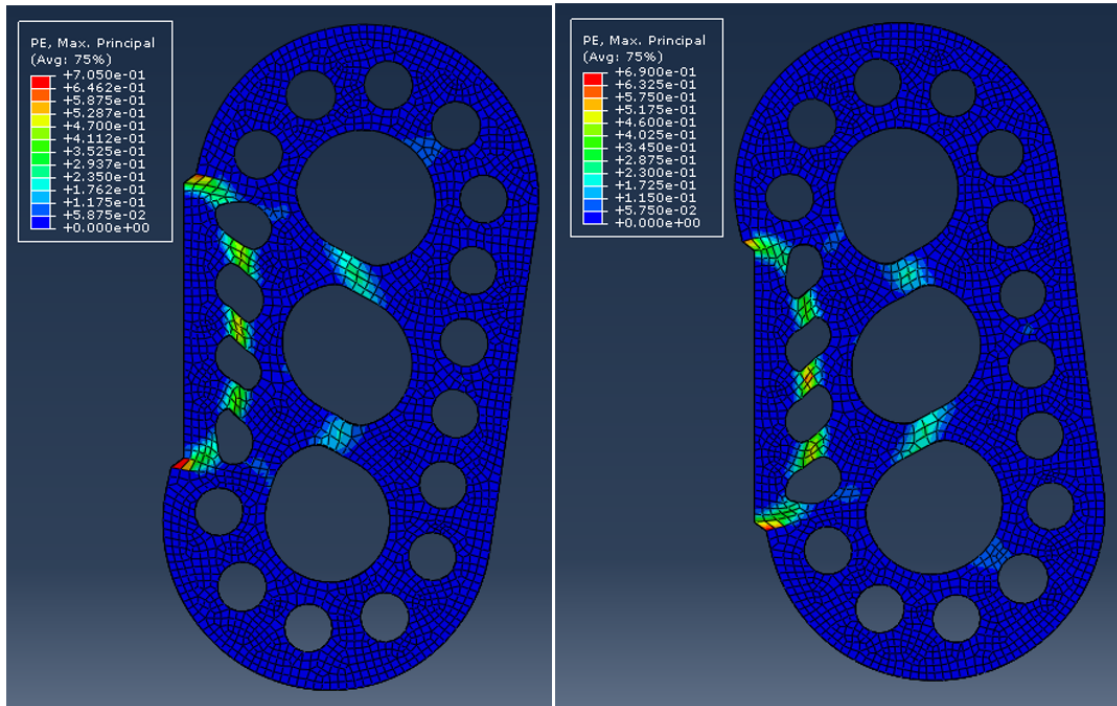 PE, Max. Principal
(Avg: 75%)
+7.050e-01
+6.462e-01
+5.875e-01
+5.287e-01
+4.700e-01
+4.112e-01
+3.525e-01
+2.937e-01
+2.350e-01
+1.762e-01
+1.175e-01
+5.875e-02
+0.000e+00
PE, Max. Principal
(Avg: 75%)
+6.900e-01
+6.325e-01
+5.750e-01
+5.175e-01
+4.600e-01
+4.025e-01
+3.450e-01
+2.875e-01
+2.300e-01
+1.725e-01
+1.150e-01
+5.750e-02
+0.000e+00